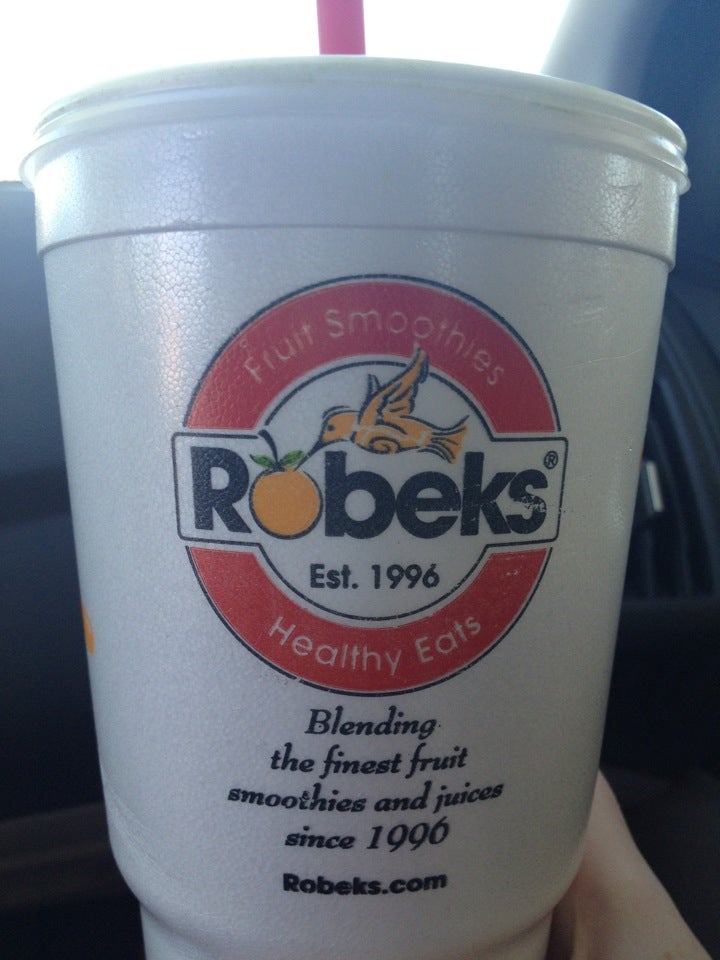 Fruit Smoothies
Robeks®
Est. 1996
Healthy Eats
Blending
the finest fruit
smoothies and juices
since 1996
Robeks.com